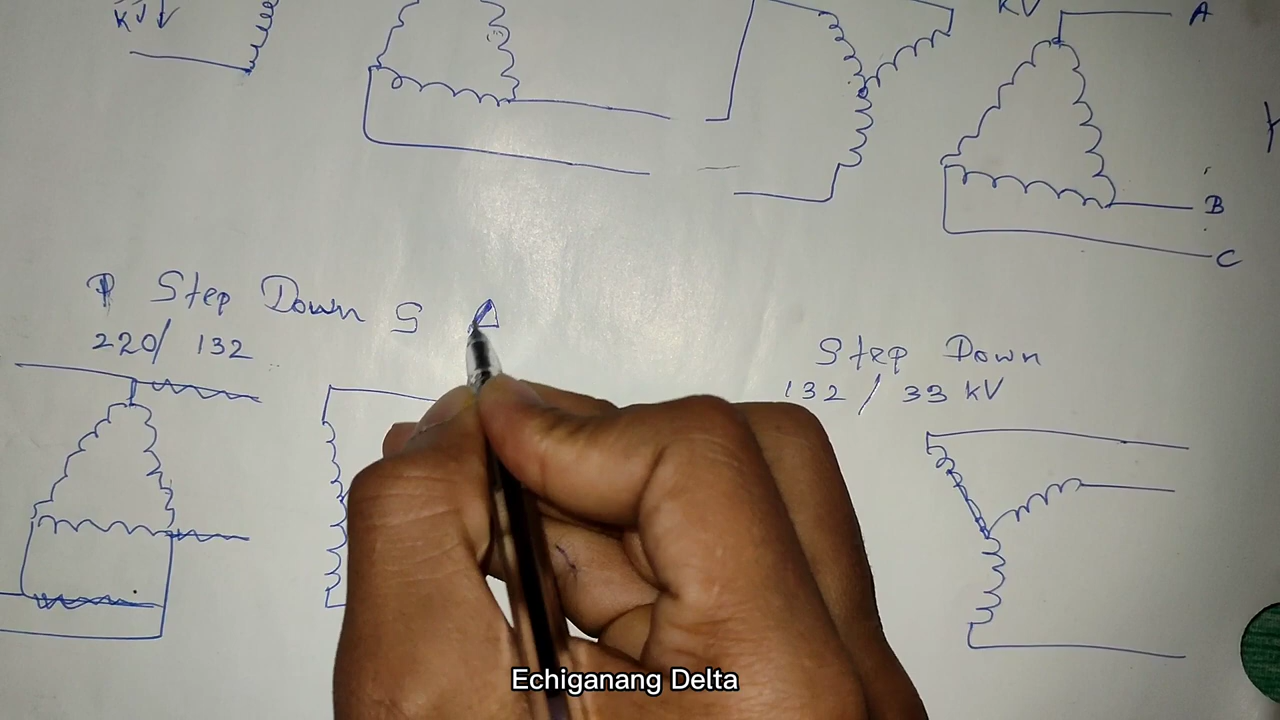 KV
KV
A
B
C
P Step Down S Δ
220/ 132
Step Down
132 / 33 KV
Echiganang Delta